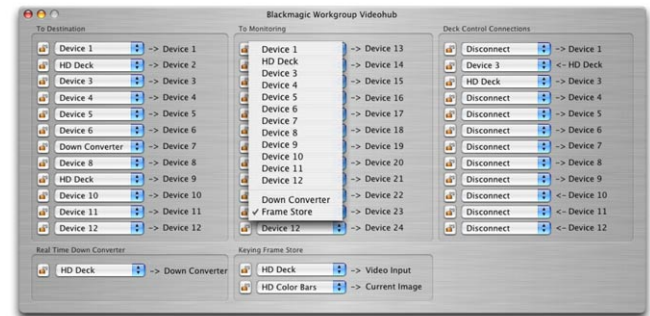 Blackmagic Workgroup Videohub
To Destination
Device 1 -> Device 1
HD Deck -> Device 2
Device 3 -> Device 3
Device 4 -> Device 4
Device 5 -> Device 5
Device 6 -> Device 6
Down Converter -> Device 7
Device 8 -> Device 8
HD Deck -> Device 9
Device 10 -> Device 10
Device 11 -> Device 11
Device 12 -> Device 12
To Monitoring
Device 1
HD Deck
Device 3
Device 4
Device 5
Device 6
Device 7
Device 8
Device 9
Device 10
Device 11
Device 12
Down Converter
✓ Frame Store
-> Device 13
-> Device 14
-> Device 15
-> Device 16
-> Device 17
-> Device 18
-> Device 19
-> Device 20
-> Device 21
-> Device 22
-> Device 23
Device 12 -> Device 24
Deck Control Connections
Disconnect -> Device 1
Device 3 <- HD Deck
HD Deck -> Device 3
Disconnect -> Device 4
Disconnect -> Device 5
Disconnect -> Device 6
Disconnect -> Device 7
Disconnect -> Device 8
Disconnect -> Device 9
Disconnect <- Device 10
Disconnect <- Device 11
Disconnect <- Device 12
Real Time Down Converter
HD Deck -> Down Converter
Keying Frame Store
HD Deck -> Video Input
HD Color Bars -> Current Image